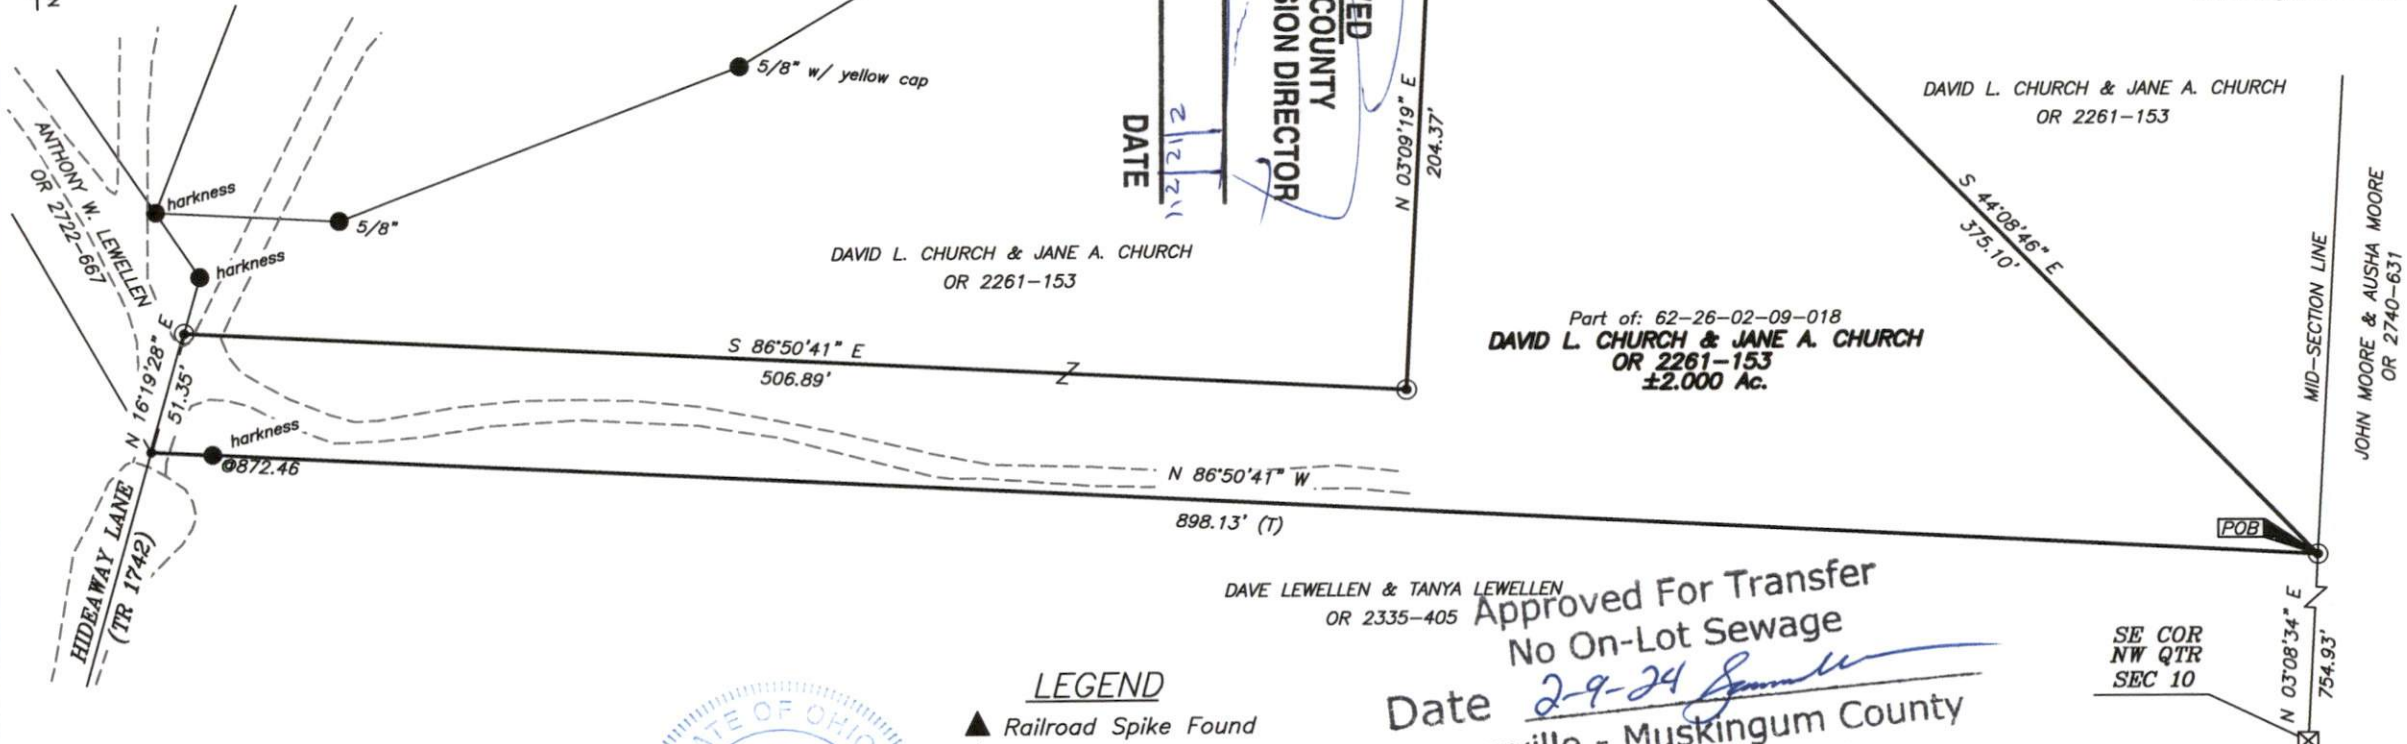 5/8" w/ yellow cap
ED
COUNTY
SION DIRECTOR
DATE
N 03°09'19" E
204.37'
DAVID L. CHURCH & JANE A. CHURCH
OR 2261-153
ANTHONY W. LEWELLEN
OR 2722-667
harkness
5/8"
harkness
DAVID L. CHURCH & JANE A. CHURCH
OR 2261-153
S 44°08'46" E
375.10'
MID-SECTION LINE
JOHN MOORE & AUSHA MOORE
OR 2740-631
Part of: 62-26-02-09-018
DAVID L. CHURCH & JANE A. CHURCH
OR 2261-153
±2.000 Ac.
S 86°50'41" E
506.89'
N 16°19'28" E
51.35'
harkness
@872.46
N 86°50'41" W
898.13' (T)
POB
HIDEAWAY LANE
(TR 1742)
DAVE LEWELLEN & TANYA LEWELLEN
OR 2335-405
Approved For Transfer
No On-Lot Sewage
Date 2-9-24
ville - Muskingum County
SE COR
NW QTR
SEC 10
N 03°08'34" E
754.93'
LEGEND
▲ Railroad Spike Found
ATE OF OHIO